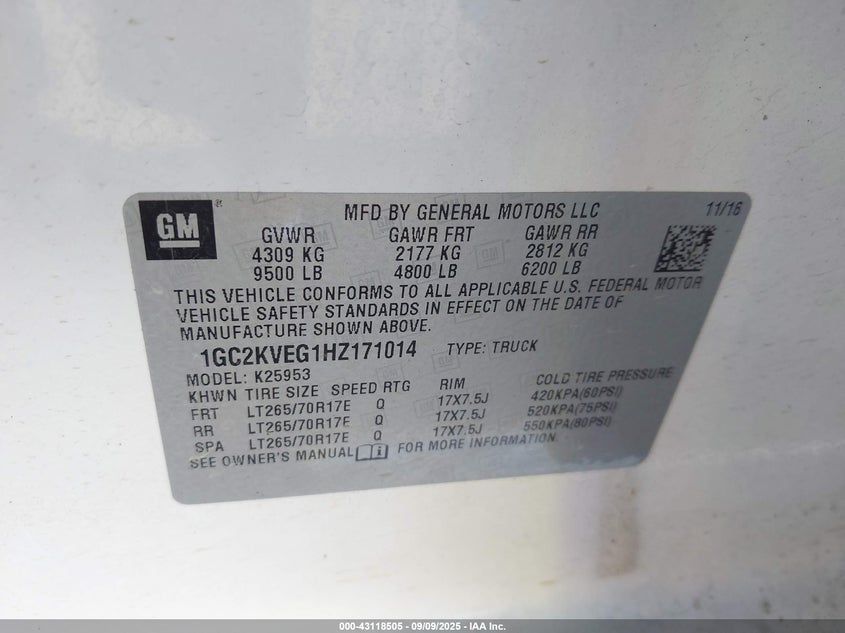 GM ®
MFD BY GENERAL MOTORS LLC 11/16
GVWR GAWR FRT GAWR RR
4309 KG 2177 KG 2812 KG
9500 LB 4800 LB 6200 LB
THIS VEHICLE CONFORMS TO ALL APPLICABLE U.S. FEDERAL MOTOR
VEHICLE SAFETY STANDARDS IN EFFECT ON THE DATE OF
MANUFACTURE SHOWN ABOVE.
1GC2KVEG1HZ171014 TYPE: TRUCK
MODEL: K25953
KHWN TIRE SIZE SPEED RTG RIM COLD TIRE PRESSURE
FRT LT265/70R17E Q 17X7.5J 420KPA(60PSI)
RR LT265/70R17E Q 17X7.5J 520KPA(75PSI)
SPA LT265/70R17E Q 17X7.5J 550KPA(80PSI)
SEE OWNER'S MANUAL FOR MORE INFORMATION.
000-43118505 - 09/09/2025 - IAA Inc.